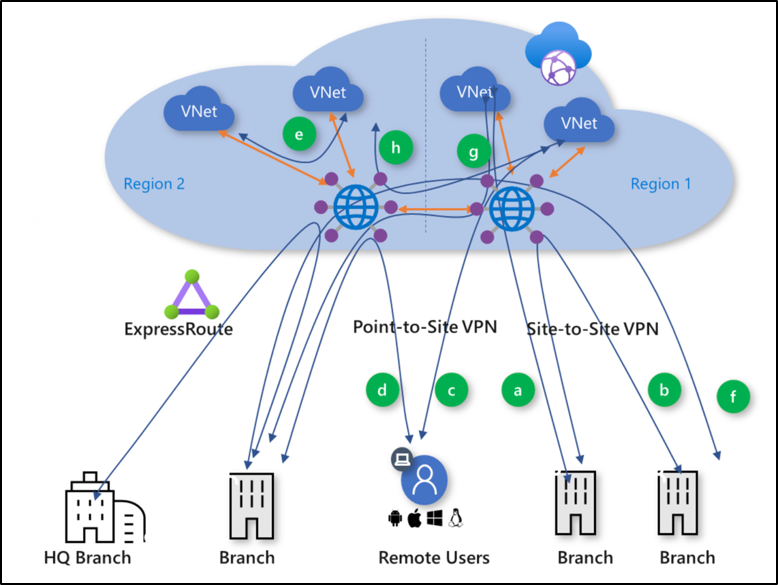 VNet
VNet
VNet
VNet
e
h
g
Region 2
Region 1
ExpressRoute
Point-to-Site VPN
Site-to-Site VPN
d
c
a
b
f
HQ Branch
Branch
Remote Users
Branch
Branch